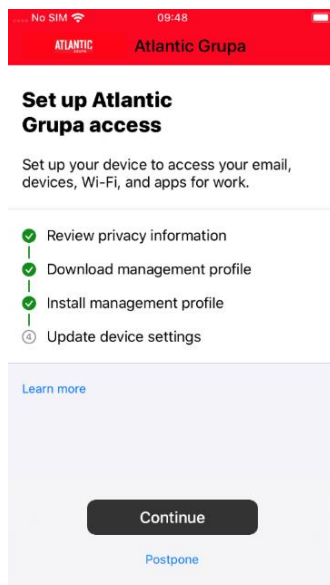 No SIM 09:48
ATLANTIC Atlantic Grupa
Set up Atlantic
Grupa access
Set up your device to access your email,
devices, Wi-Fi, and apps for work.
Review privacy information
Download management profile
Install management profile
4 Update device settings
Learn more
Continue
Postpone